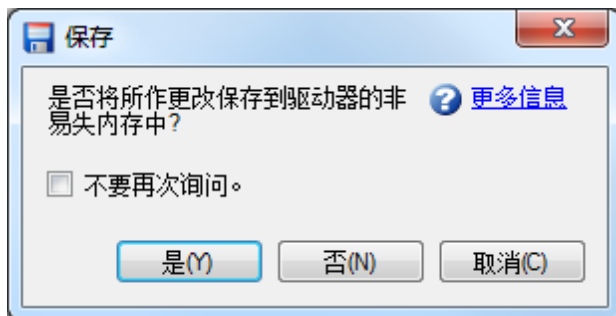 保存
是否将所作更改保存到驱动器的非
易失内存中?
更多信息
不要再次询问。
是(Y)
否(N)
取消(C)